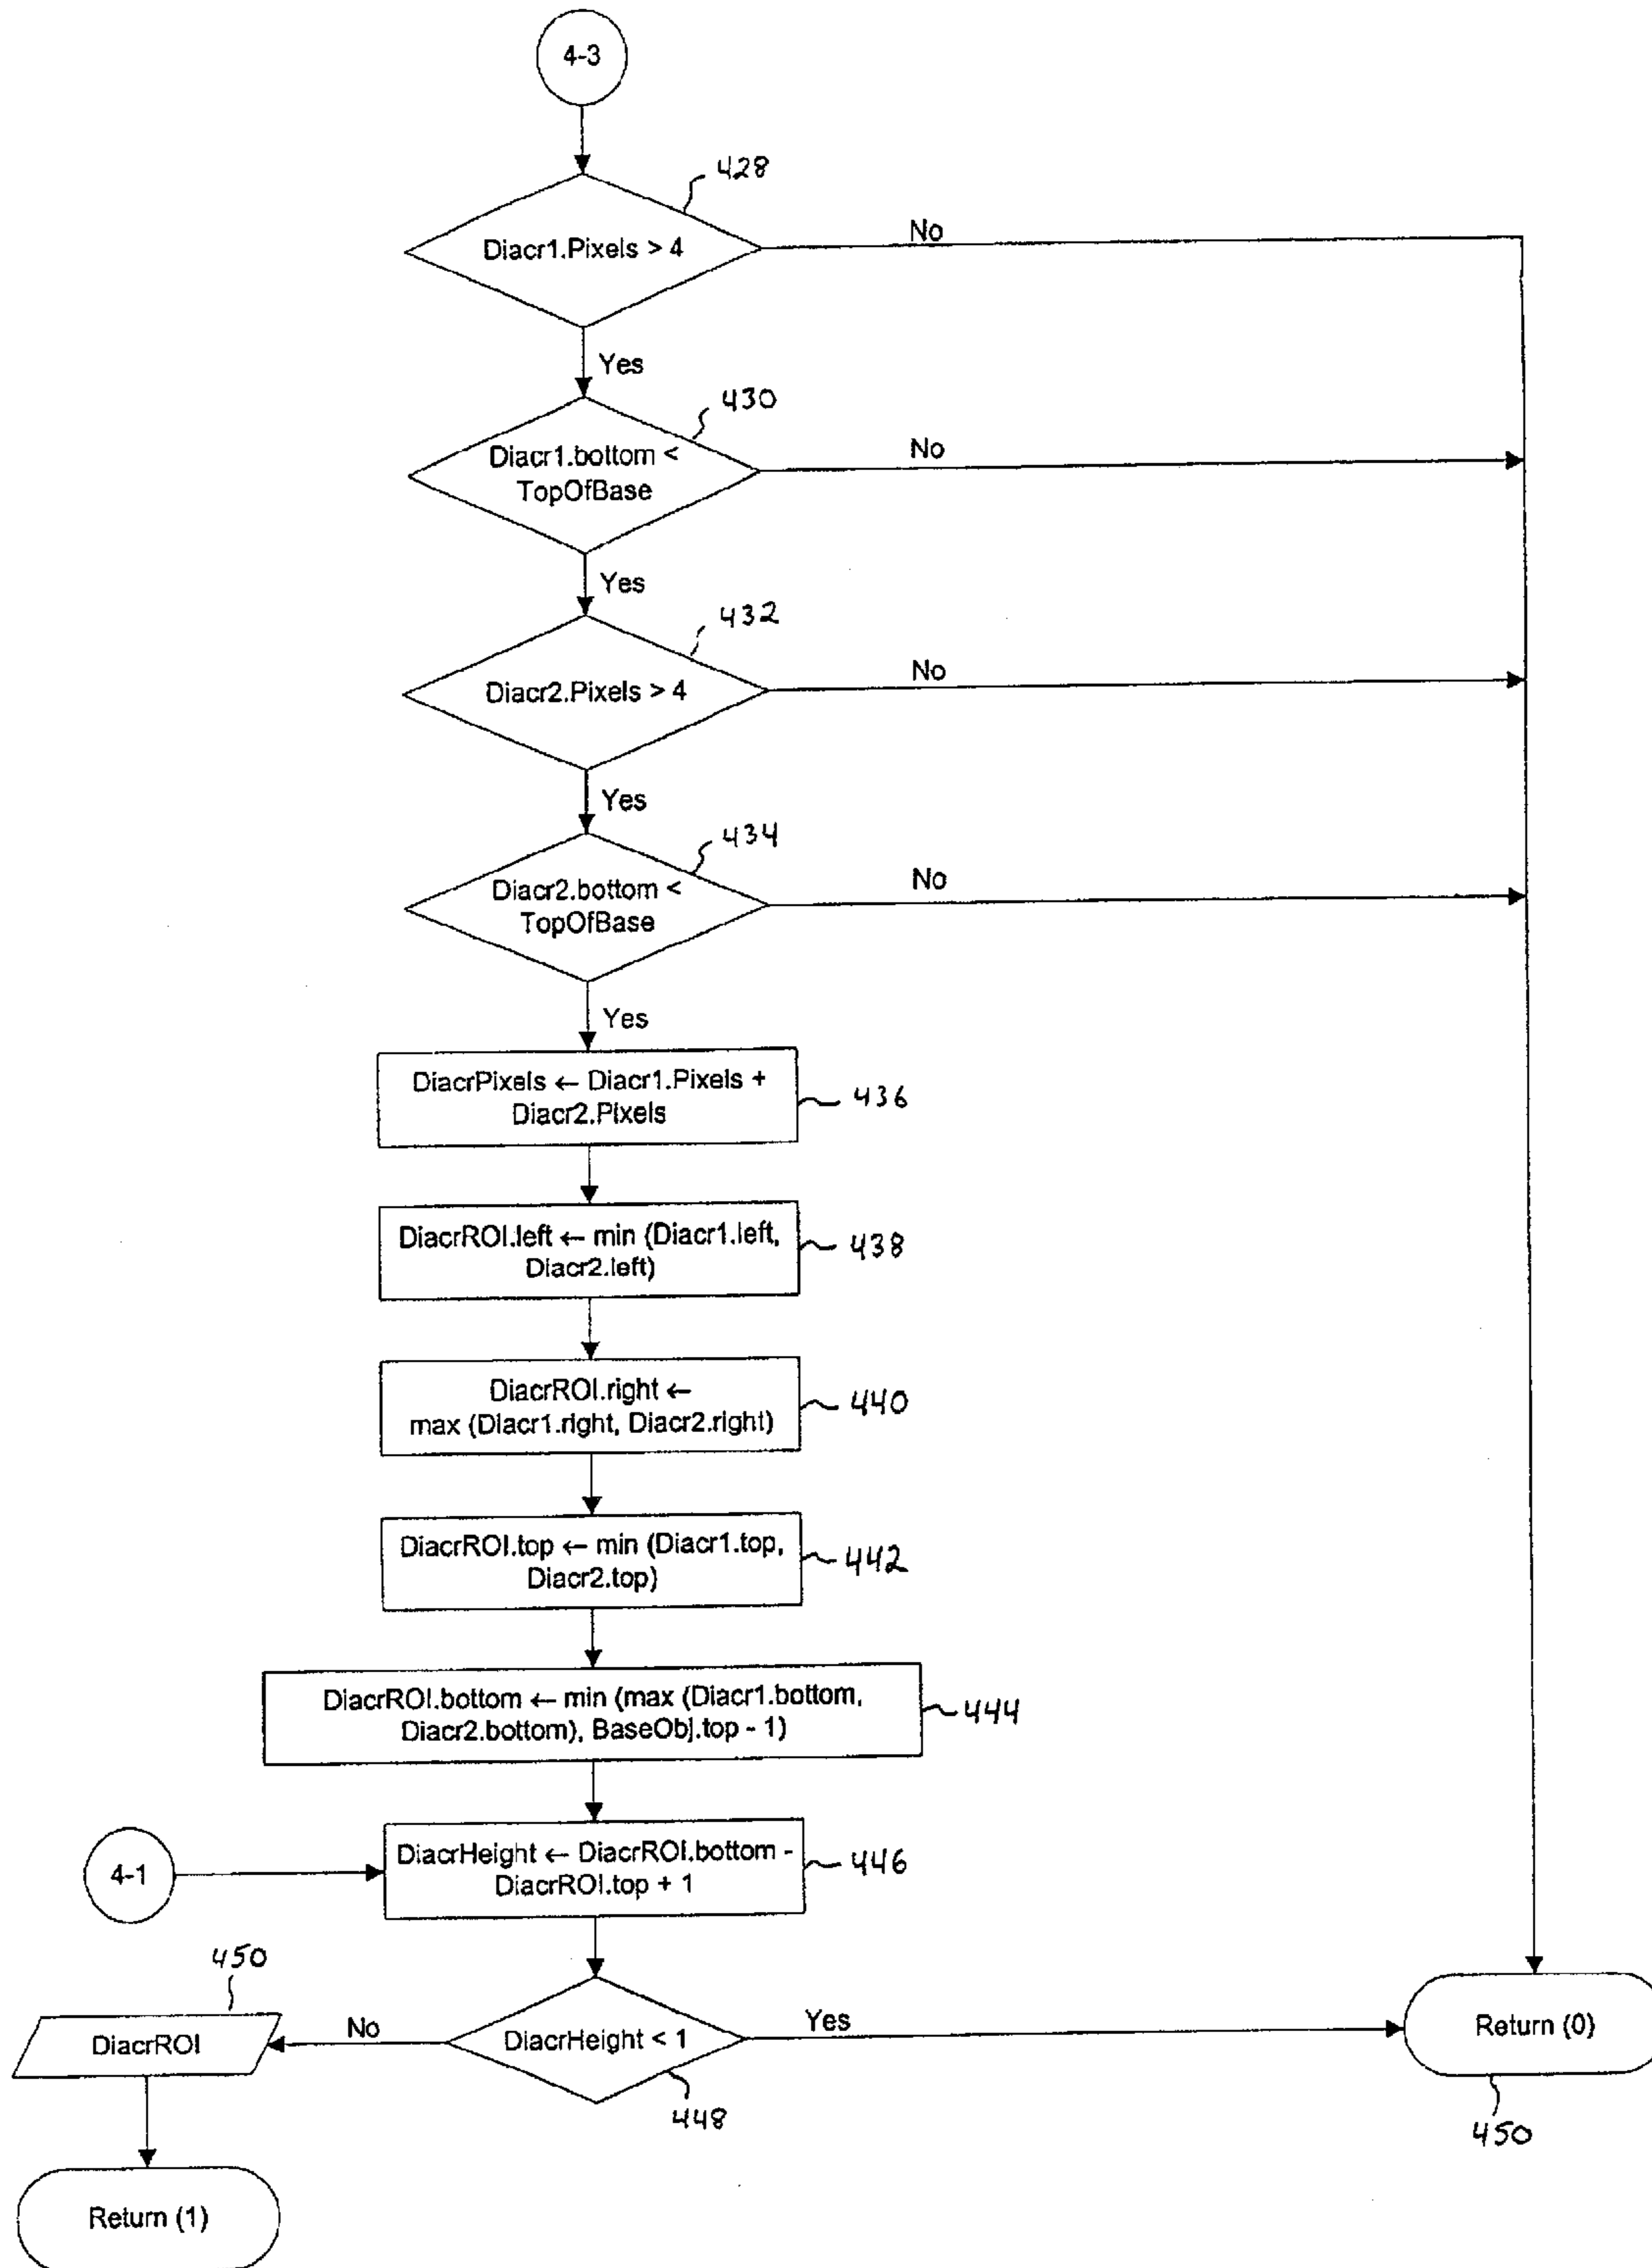 4-3
428
Diacr1.Pixels > 4
No
Yes
430
Diacr1.bottom <
TopOfBase
No
Yes
432
Diacr2.Pixels > 4
No
Yes
434
Diacr2.bottom <
TopOfBase
No
Yes
DiacrPixels ← Diacr1.Pixels +
Diacr2.Pixels
436
DiacrROI.left ← min (Diacr1.left,
Diacr2.left)
438
DiacrROI.right ←
max (Diacr1.right, Diacr2.right)
440
DiacrROI.top ← min (Diacr1.top,
Diacr2.top)
442
DiacrROI.bottom ← min (max (Diacr1.bottom,
Diacr2.bottom), BaseObj.top - 1)
444
4-1
DiacrHeight ← DiacrROI.bottom -
DiacrROI.top + 1
446
450
DiacrROI
No
DiacrHeight < 1
Yes
Return (0)
448
450
Return (1)